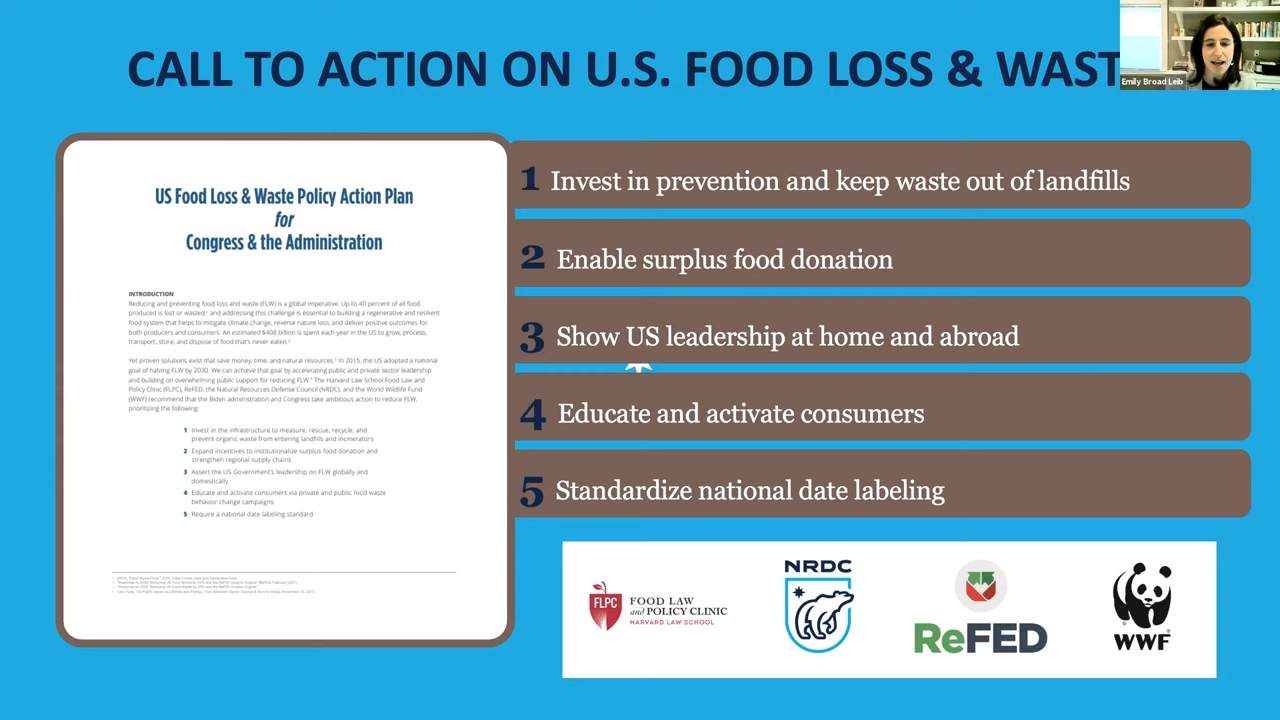 CALL TO ACTION ON U.S. FOOD LOSS & WAST
Emily Broad Leib
US Food Loss & Waste Policy Action Plan
for
Congress & the Administration
INTRODUCTION
Reducing and preventing food loss and waste (FLW) is a global imperative. Up to 40 percent of all food
produced is lost or wasted,¹ and addressing this challenge is essential to building a regenerative and resilient
food system that helps to mitigate climate change, reverse nature loss, and deliver positive outcomes for
both producers and consumers. An estimated $408 billion is spent each year in the US to grow, process,
transport, store, and dispose of food that's never eaten.²
Yet proven solutions exist that save money, time, and natural resources.³ In 2015, the US adopted a national
goal of halving FLW by 2030. We can achieve that goal by accelerating public and private sector leadership
and building on overwhelming public support for reducing FLW.⁴ The Harvard Law School Food Law and
Policy Clinic (FLPC), ReFED, the Natural Resources Defense Council (NRDC), and the World Wildlife Fund
(WWF) recommend that the Biden administration and Congress take ambitious action to reduce FLW,
prioritizing the following
1 Invest in the infrastructure to measure, rescue, recycle, and
prevent organic waste from entering landfills and incinerators
2 Expand incentives to institutionalize surplus food donation and
strengthen regional supply chains
3 Assert the US Government's leadership on FLW globally and
domestically
4 Educate and activate consumers via private and public food waste
behavior change campaigns
5 Require a national date labeling standard
1 Invest in prevention and keep waste out of landfills
2 Enable surplus food donation
3 Show US leadership at home and abroad
4 Educate and activate consumers
5 Standardize national date labeling
FLPC
FOOD LAW
and POLICY CLINIC
HARVARD LAW SCHOOL
NRDC
ReFED
WWF